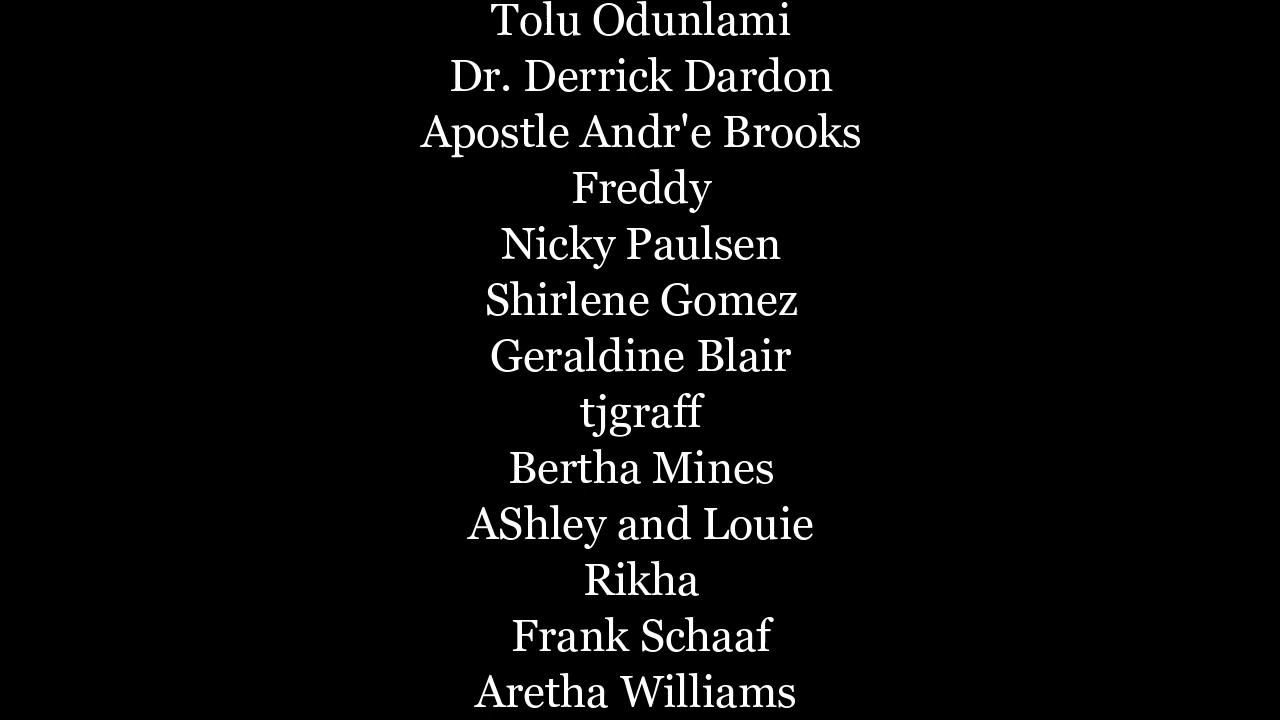 Tolu Odunlami
Dr. Derrick Dardon
Apostle Andr'e Brooks
Freddy
Nicky Paulsen
Shirlene Gomez
Geraldine Blair
tjgraff
Bertha Mines
AShley and Louie
Rikha
Frank Schaaf
Aretha Williams